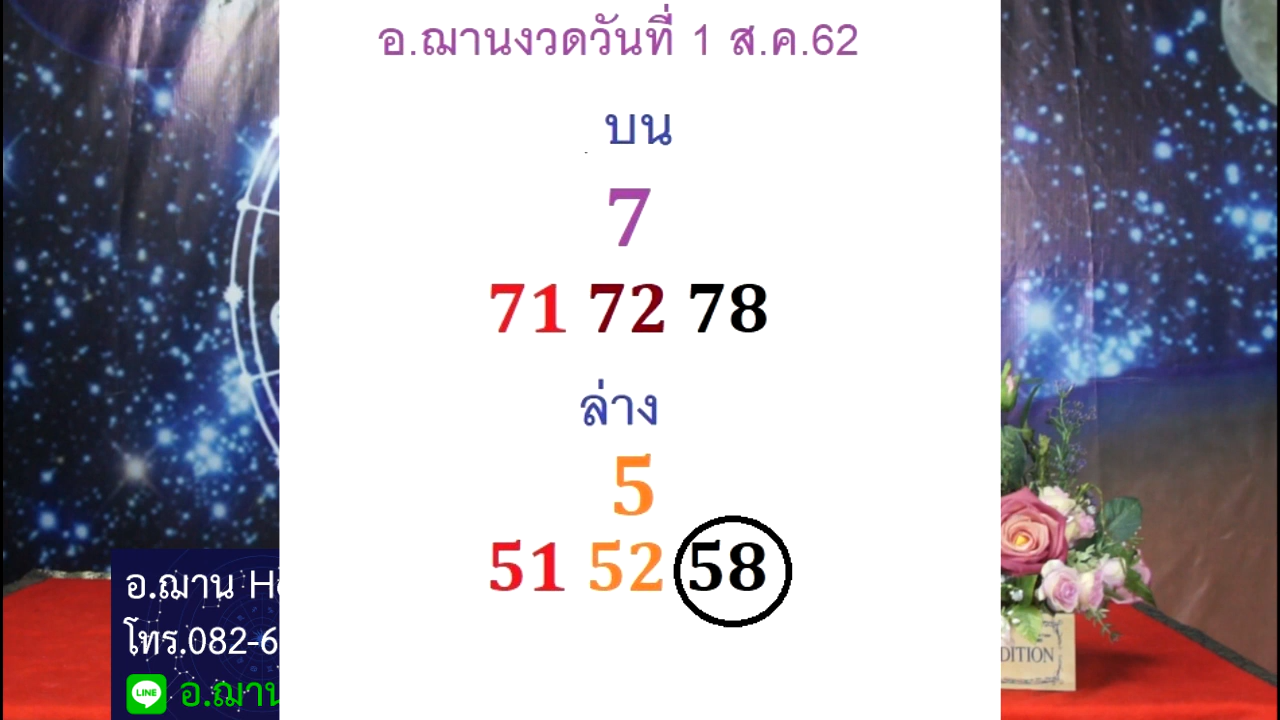 อ.ฌานงวดวันที่ 1 ส.ค.62
บน
7
71 72 78
ล่าง
5
51 52 58
อ.ฌาน
โทร.082-6
LINE อ.ฌาน
DITION